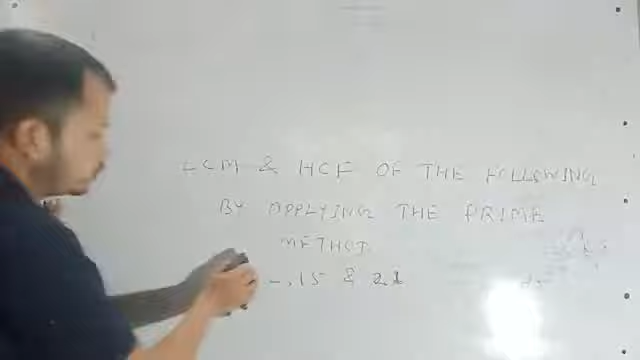 LCM & HCF OF THE FOLLOWING
BY APPLYING THE PRIME
METHOD
, 15 & 21